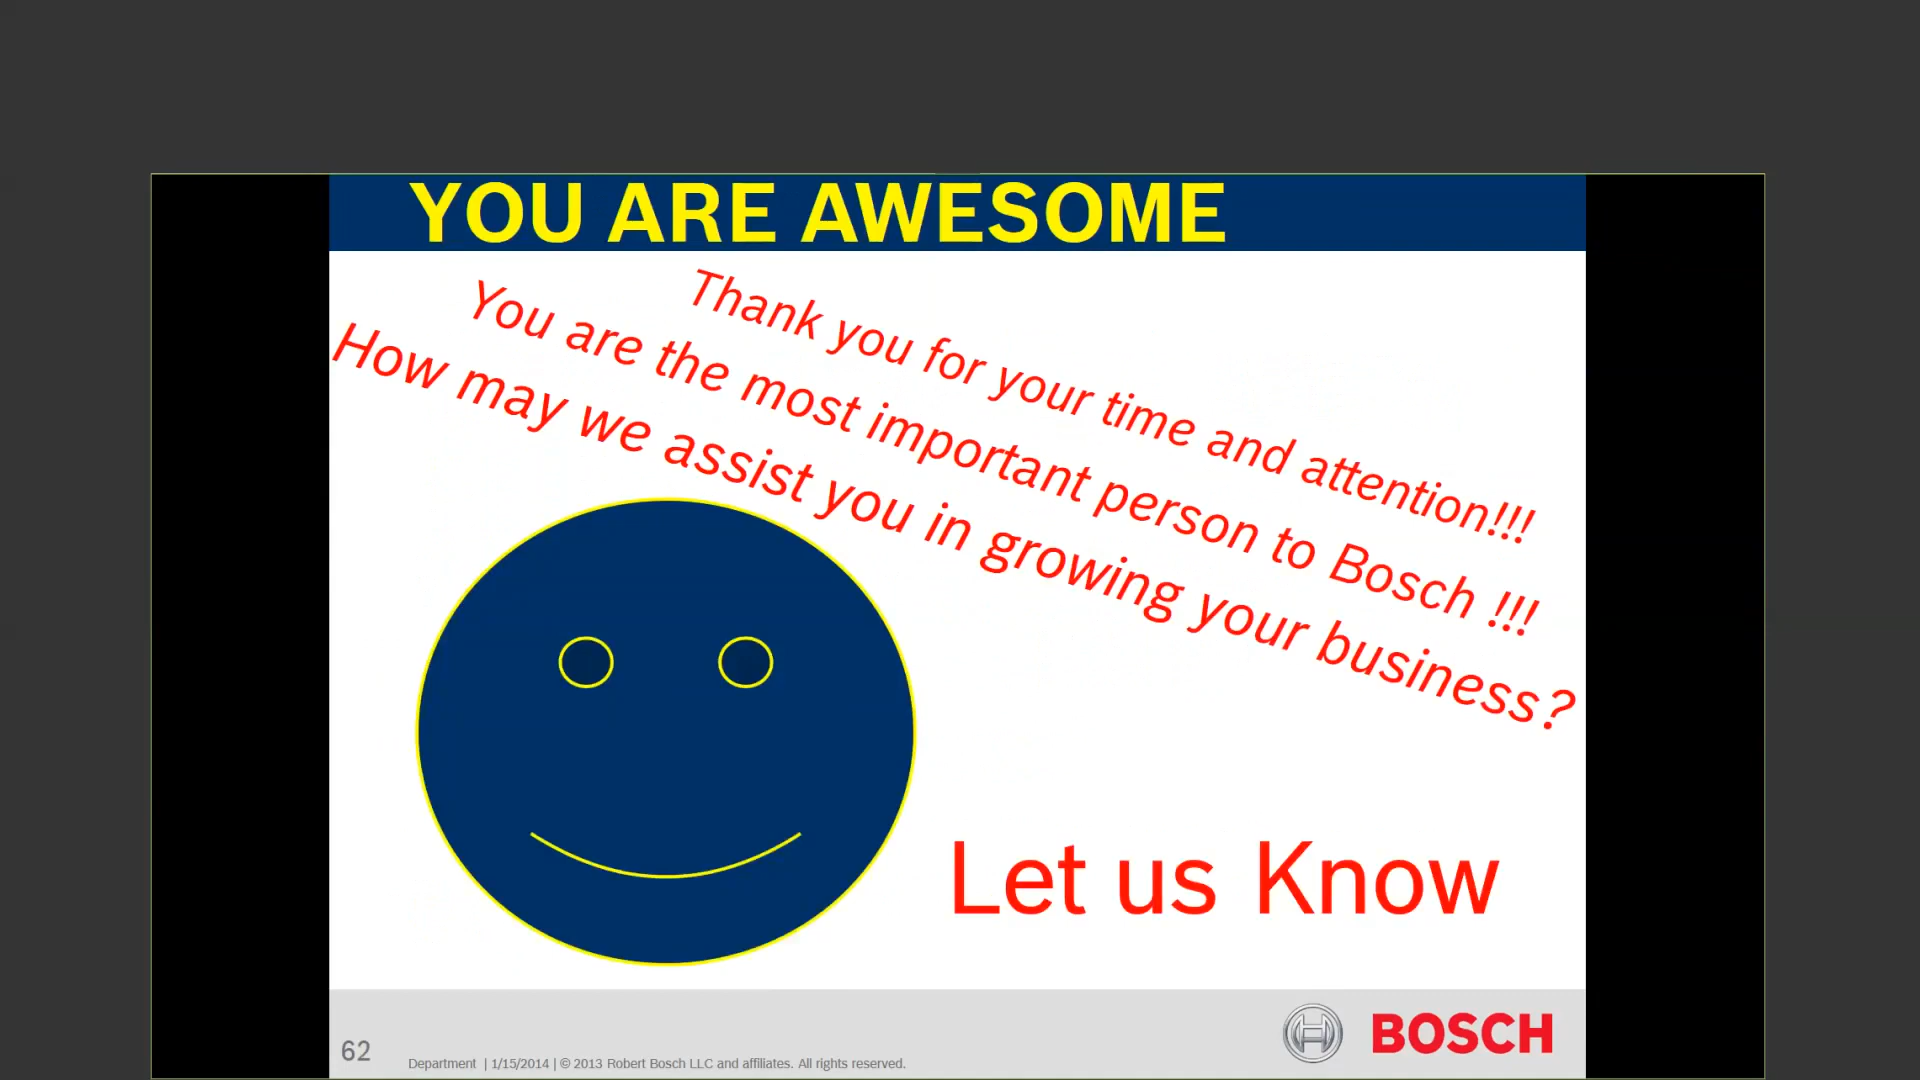 YOU ARE AWESOME
Thank you for your time and attention!!!
You are the most important person to Bosch !!!
How may we assist you in growing your business?
Let us Know
BOSCH
62
Department | 1/15/2014 | © 2013 Robert Bosch LLC and affiliates. All rights reserved.